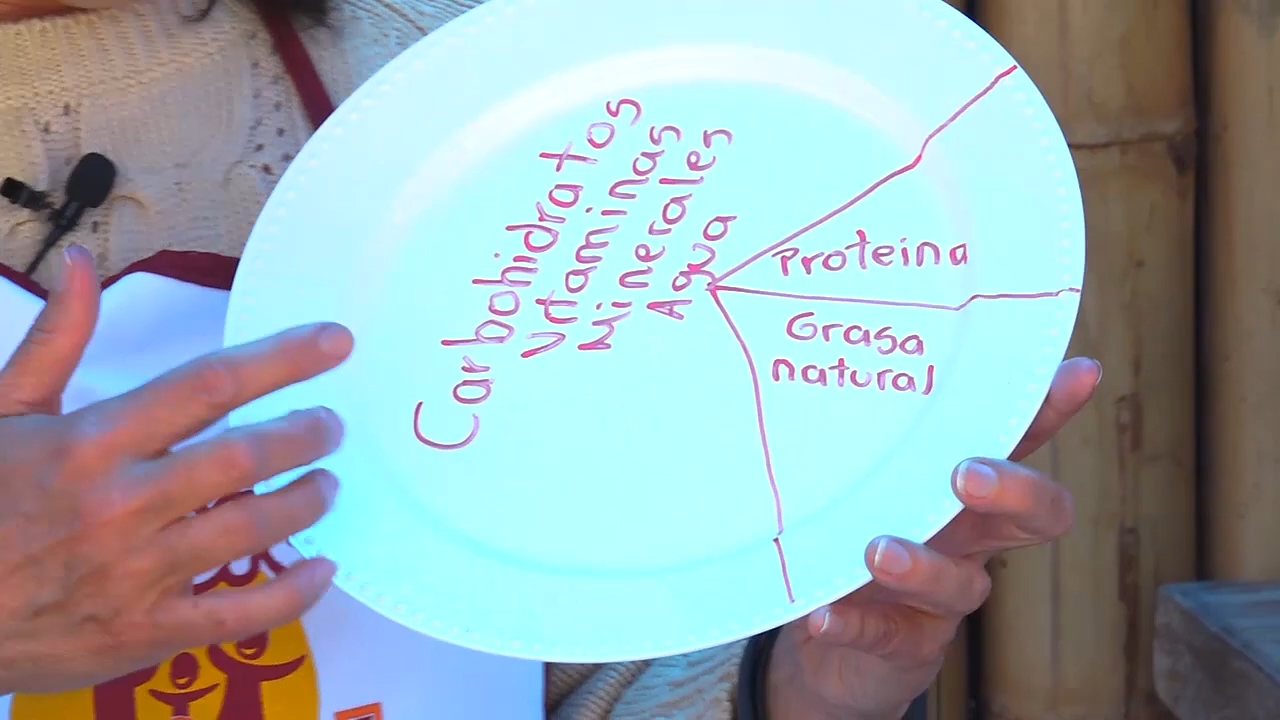 Carbohidratos
Vitaminas
Minerales
Agua
Proteina
Grasa
natural